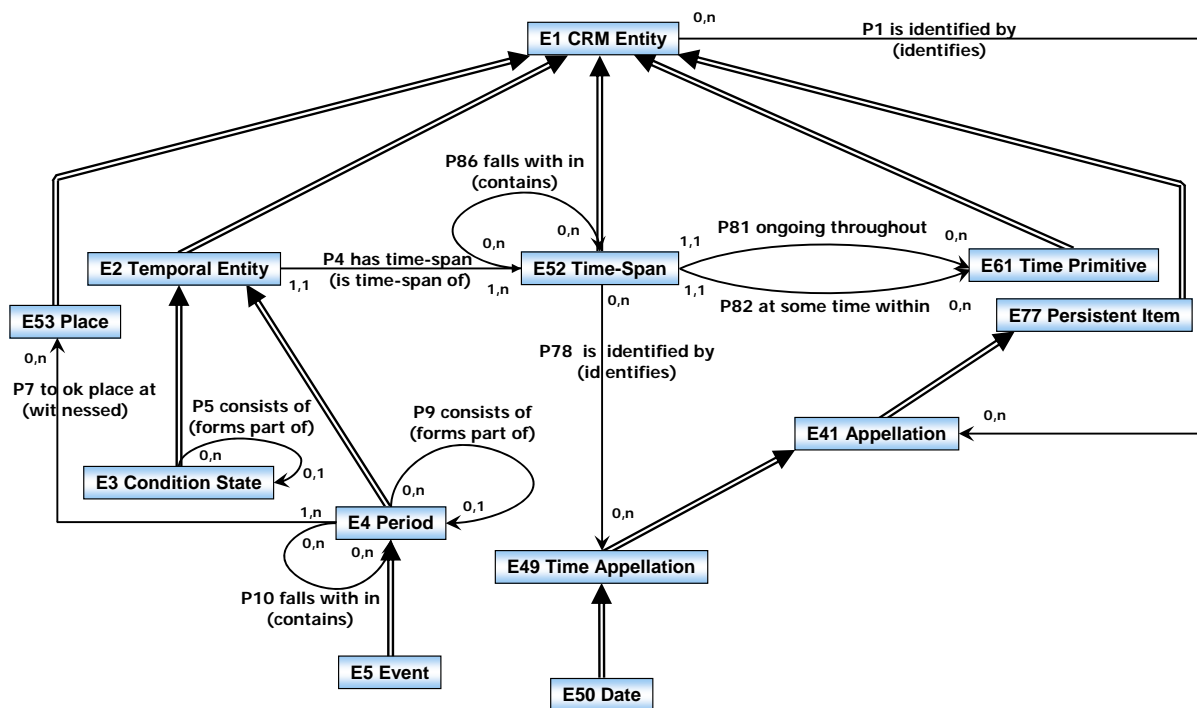 0,n
P1 is identified by
(identifies)
E1 CRM Entity
P86 falls with in
(contains)
0,n
0,n
P81 ongoing throughout
1,1
0,n
E2 Temporal Entity
P4 has time-span
(is time-span of)
E52 Time-Span
E61 Time Primitive
1,1
1,n
0,n
1,1
P82 at some time within
0,n
E53 Place
E77 Persistent Item
0,n
P78 is identified by
(identifies)
P7 to ok place at
(wit nessed)
P5 consists of
(forms part of)
P9 consists of
(forms part of)
0,n
0,n
E41 Appellation
0,1
E3 Condition State
0,n
0,1
1,n
E4 Period
0,n
0,n
0,n
E49 Time Appellation
P10 falls with in
(contains)
E5 Event
E50 Date